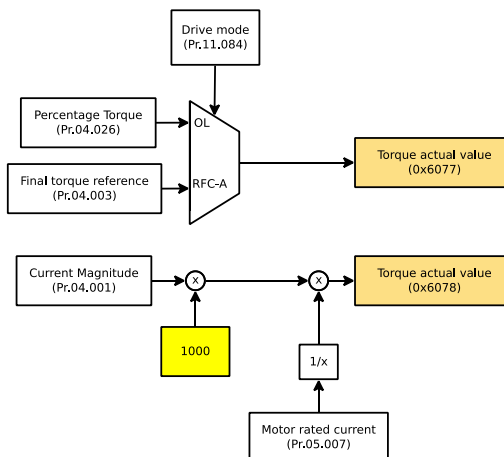 Drive mode
(Pr.11.084)
Percentage Torque
(Pr.04.026)
OL
Final torque reference
(Pr.04.003)
RFC-A
Torque actual value
(0x6077)
Current Magnitude
(Pr.04.001)
x
x
Torque actual value
(0x6078)
1000
1/x
Motor rated current
(Pr.05.007)